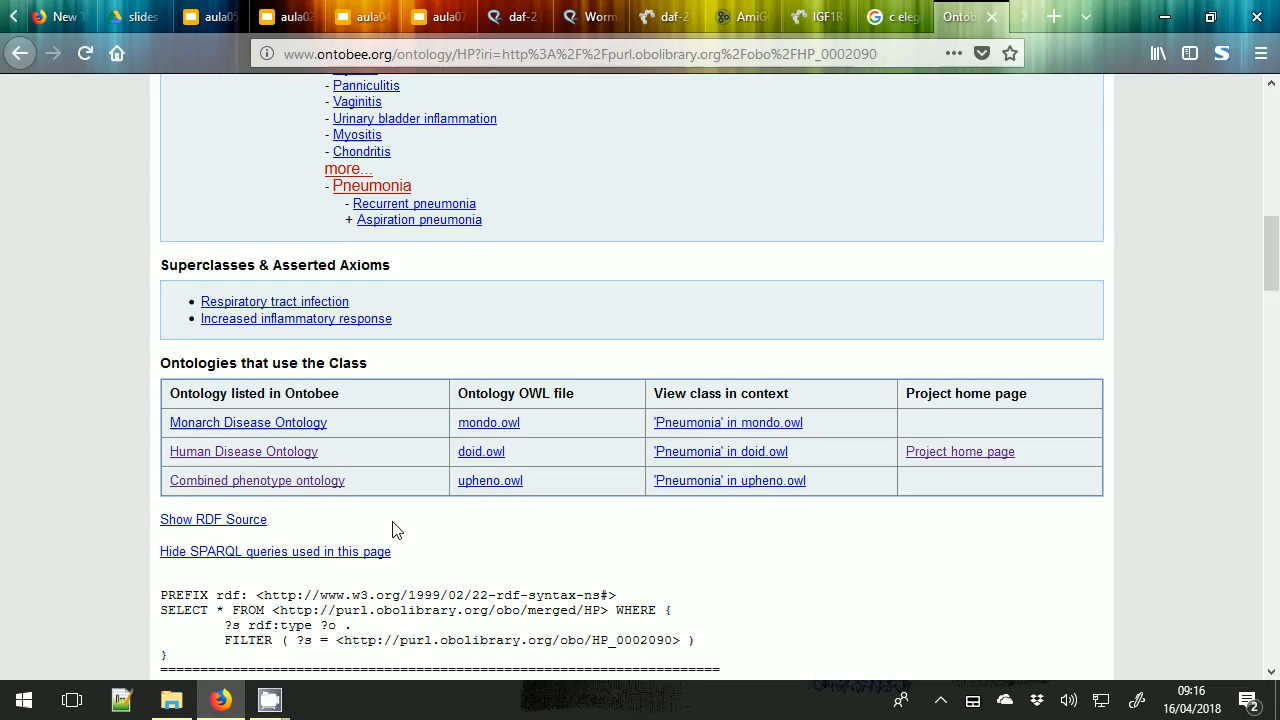 New T
slides
aula05
aula02
aula04
aula07
daf-2
Worm
daf-2
AmiG
IGF1R
c eleg
Ontob
www.ontobee.org/ontology/HP?iri=http%3A%2F%2Fpurl.obolibrary.org%2Fobo%2FHP_0002090
- Panniculitis
- Vaginitis
- Urinary bladder inflammation
- Myositis
- Chondritis
more...
- Pneumonia
- Recurrent pneumonia
+ Aspiration pneumonia
Superclasses & Asserted Axioms
• Respiratory tract infection
• Increased inflammatory response
Ontologies that use the Class
Ontology listed in Ontobee Ontology OWL file View class in context Project home page
Monarch Disease Ontology mondo.owl 'Pneumonia' in mondo.owl
Human Disease Ontology doid.owl 'Pneumonia' in doid.owl Project home page
Combined phenotype ontology upheno.owl 'Pneumonia' in upheno.owl
Show RDF Source
Hide SPARQL queries used in this page
PREFIX rdf: <http://www.w3.org/1999/02/22-rdf-syntax-ns#>
SELECT * FROM <http://purl.obolibrary.org/obo/merged/HP> WHERE {
?s rdf:type ?o .
FILTER ( ?s = <http://purl.obolibrary.org/obo/HP_0002090> )
}
==========================================================================
09:16
16/04/2018
2